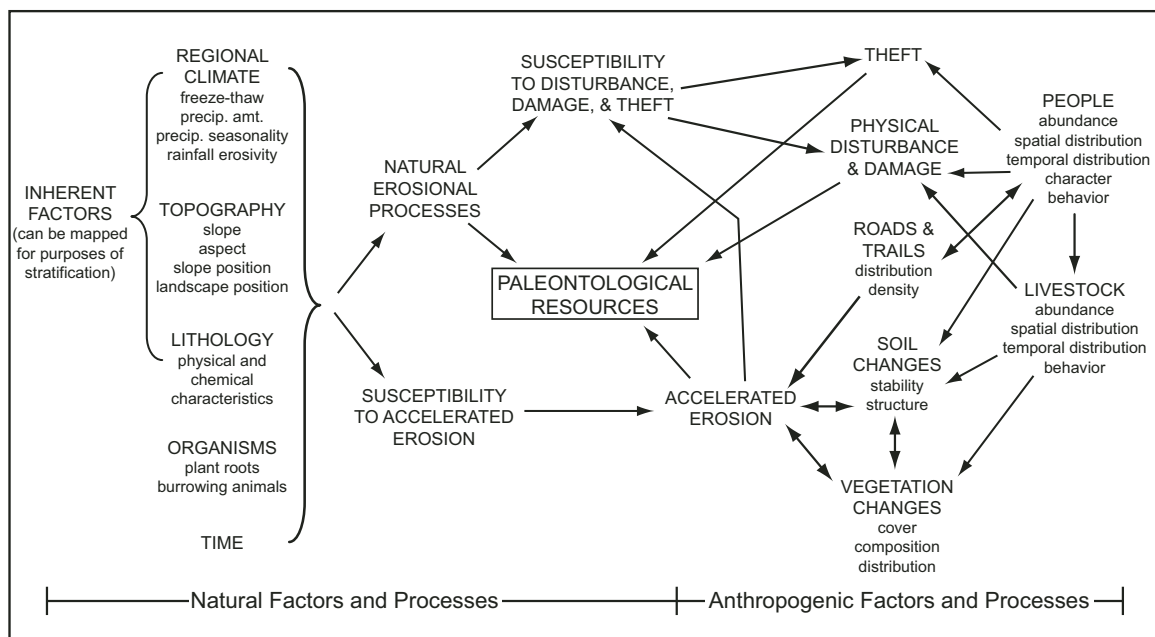 INHERENT
FACTORS
(can be mapped
for purposes of
stratification)
REGIONAL
CLIMATE
freeze-thaw
precip. amt.
precip. seasonality
rainfall erosivity
TOPOGRAPHY
slope
aspect
slope position
landscape position
LITHOLOGY
physical and
chemical
characteristics
ORGANISMS
plant roots
burrowing animals
TIME
NATURAL
EROSIONAL
PROCESSES
SUSCEPTIBILITY
TO ACCELERATED
EROSION
SUSCEPTIBILITY
TO DISTURBANCE,
DAMAGE, & THEFT
PALEONTOLOGICAL
RESOURCES
ACCELERATED
EROSION
THEFT
PHYSICAL
DISTURBANCE
& DAMAGE
ROADS &
TRAILS
distribution
density
SOIL
CHANGES
stability
structure
VEGETATION
CHANGES
cover
composition
distribution
PEOPLE
abundance
spatial distribution
temporal distribution
character
behavior
LIVESTOCK
abundance
spatial distribution
temporal distribution
behavior
Natural Factors and Processes
Anthropogenic Factors and Processes